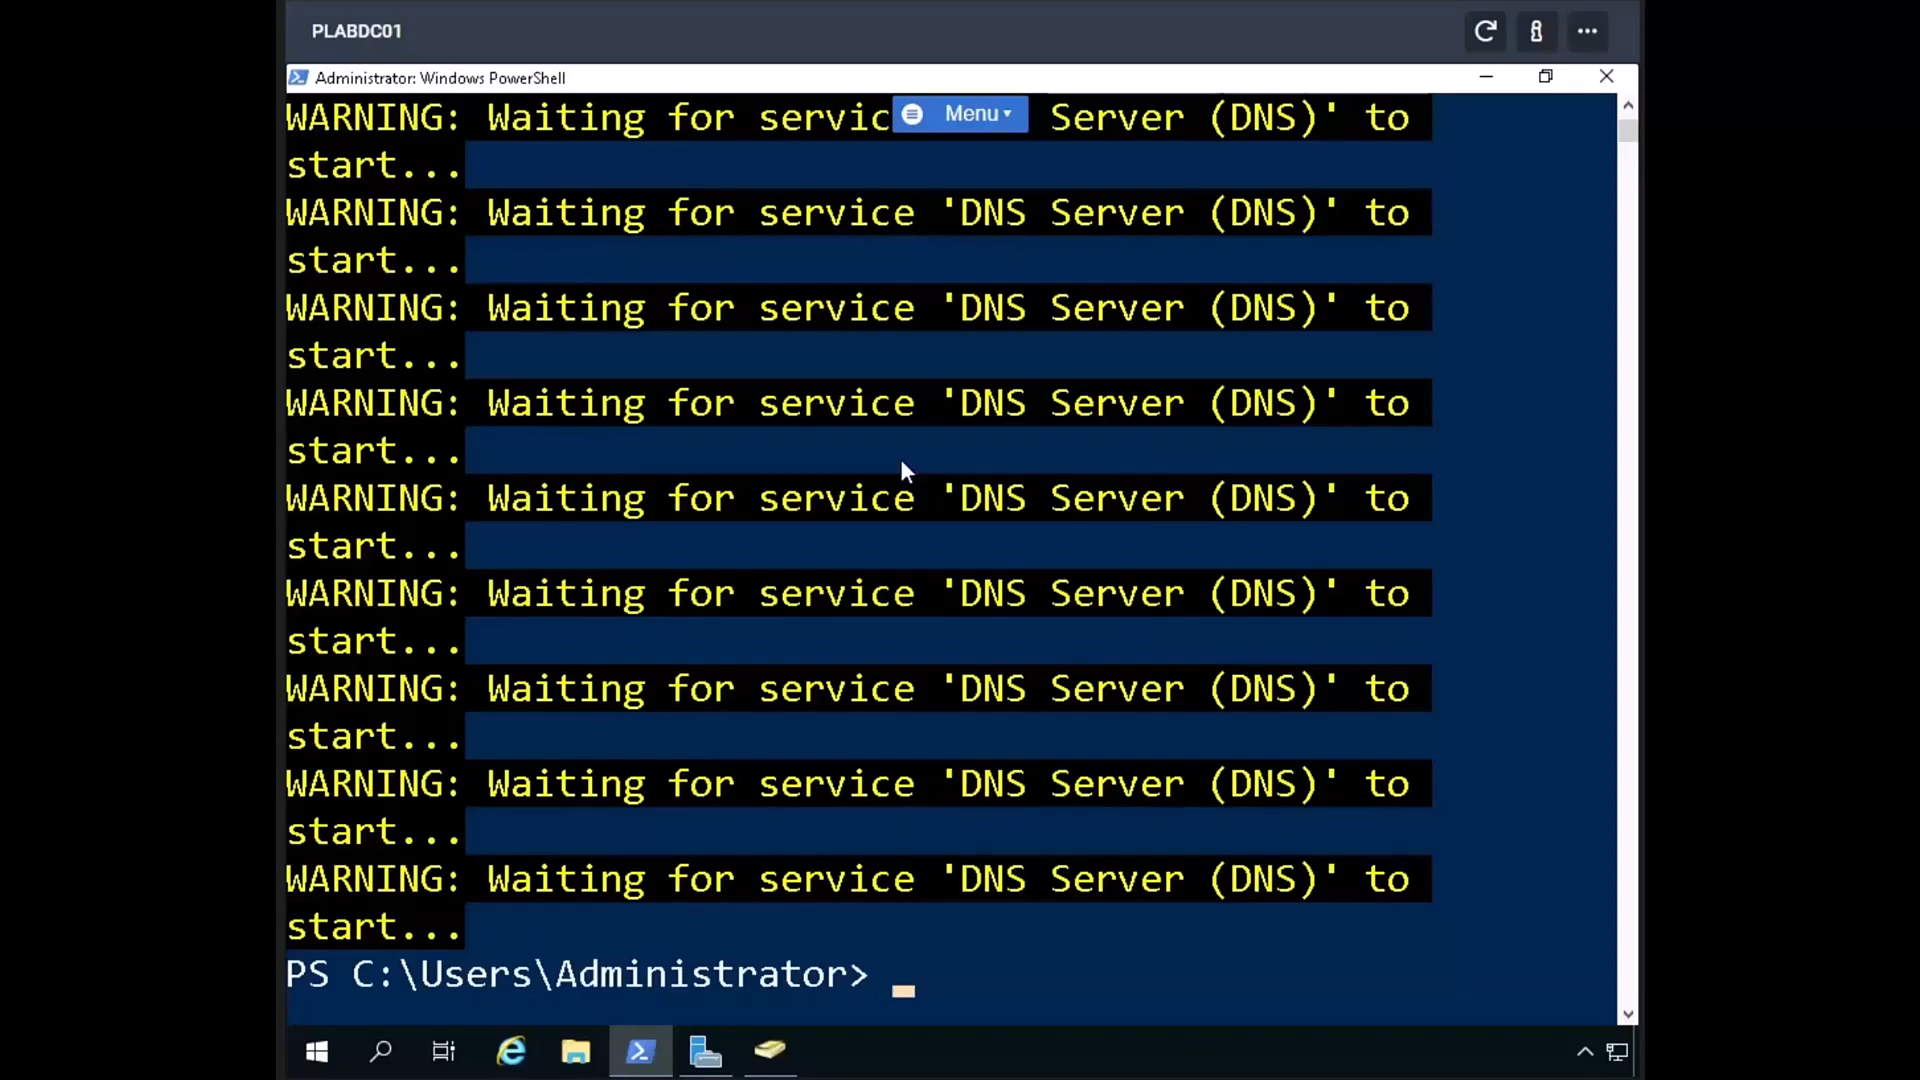 PLABDC01
Administrator: Windows PowerShell
WARNING: Waiting for servic Server (DNS)' to
Menu
start...
WARNING: Waiting for service 'DNS Server (DNS)' to
start...
WARNING: Waiting for service 'DNS Server (DNS)' to
start...
WARNING: Waiting for service 'DNS Server (DNS)' to
start...
WARNING: Waiting for service 'DNS Server (DNS)' to
start...
WARNING: Waiting for service 'DNS Server (DNS)' to
start...
WARNING: Waiting for service 'DNS Server (DNS)' to
start...
WARNING: Waiting for service 'DNS Server (DNS)' to
start...
WARNING: Waiting for service 'DNS Server (DNS)' to
start...
PS C:\Users\Administrator>